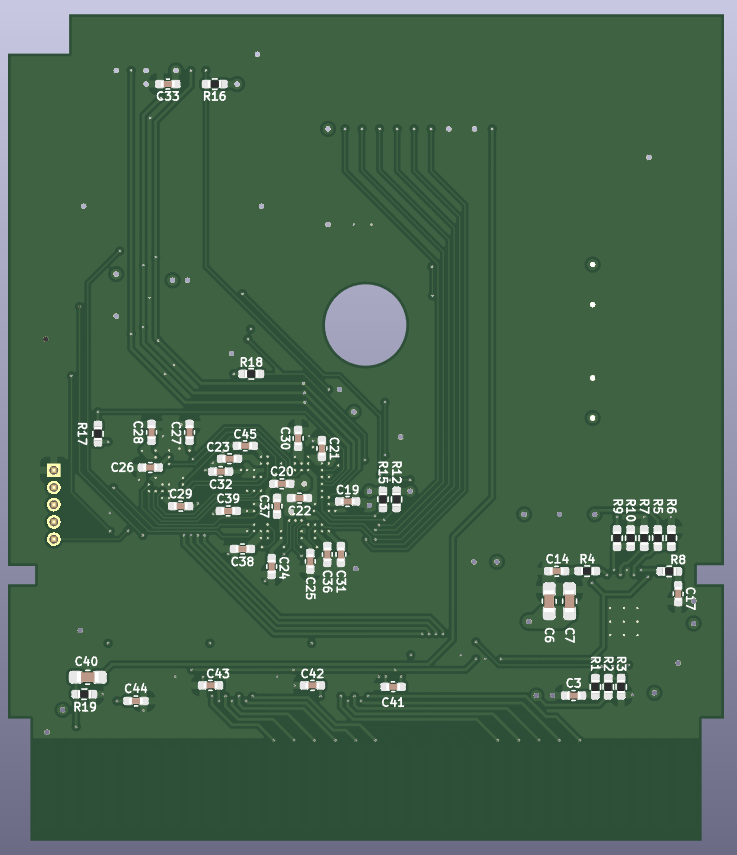 C33 R16
R18
R17 C28 C27 C45 C30 C21
C23
C26 C32 C20 R15 R12
C29 C39 C37 C22 C19
R9 R10 R7 R5 R6
C38 C24 C25 C36 C31 C14 R4 R8
C17
C6 C7
C40 C43 C42 R1 R2 R3
C44 C3
R19 C41